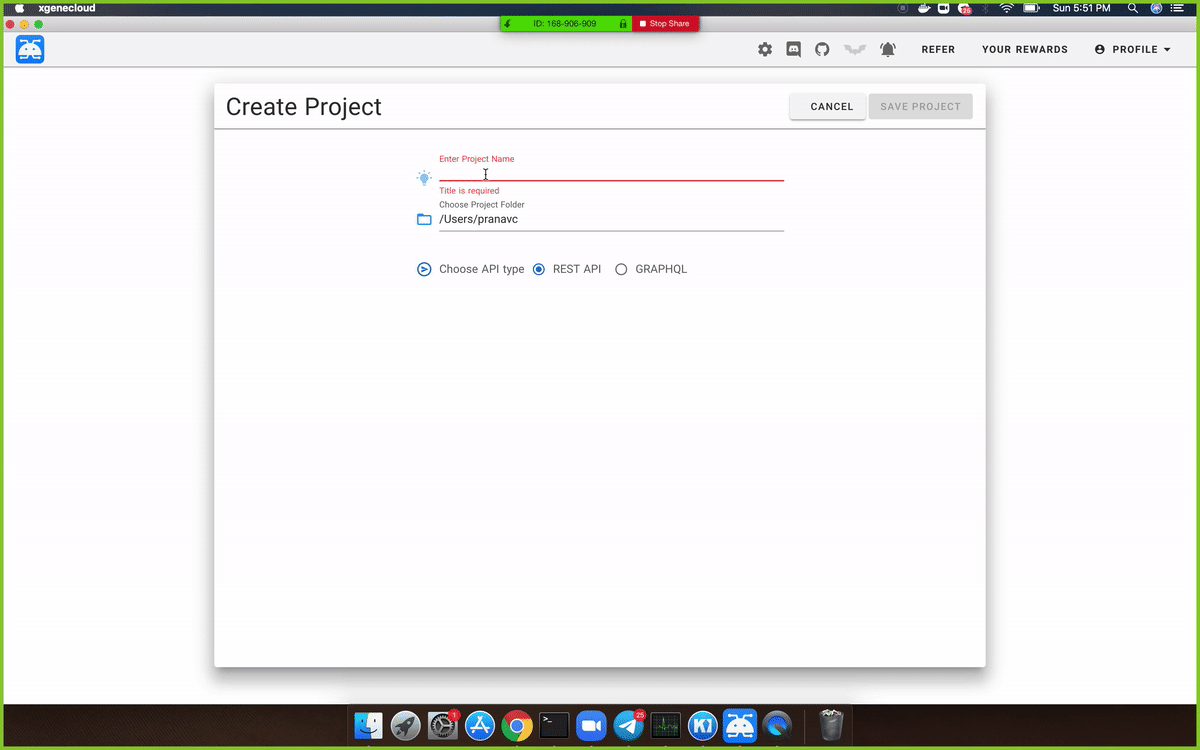 xgenecloud
Sun 5:51 PM
ID: 168-906-909
Stop Share
REFER
YOUR REWARDS
PROFILE
Create Project
CANCEL
SAVE PROJECT
Enter Project Name
Title is required
Choose Project Folder
/Users/pranavc
Choose API type
REST API
GRAPHQL
1
25
K1